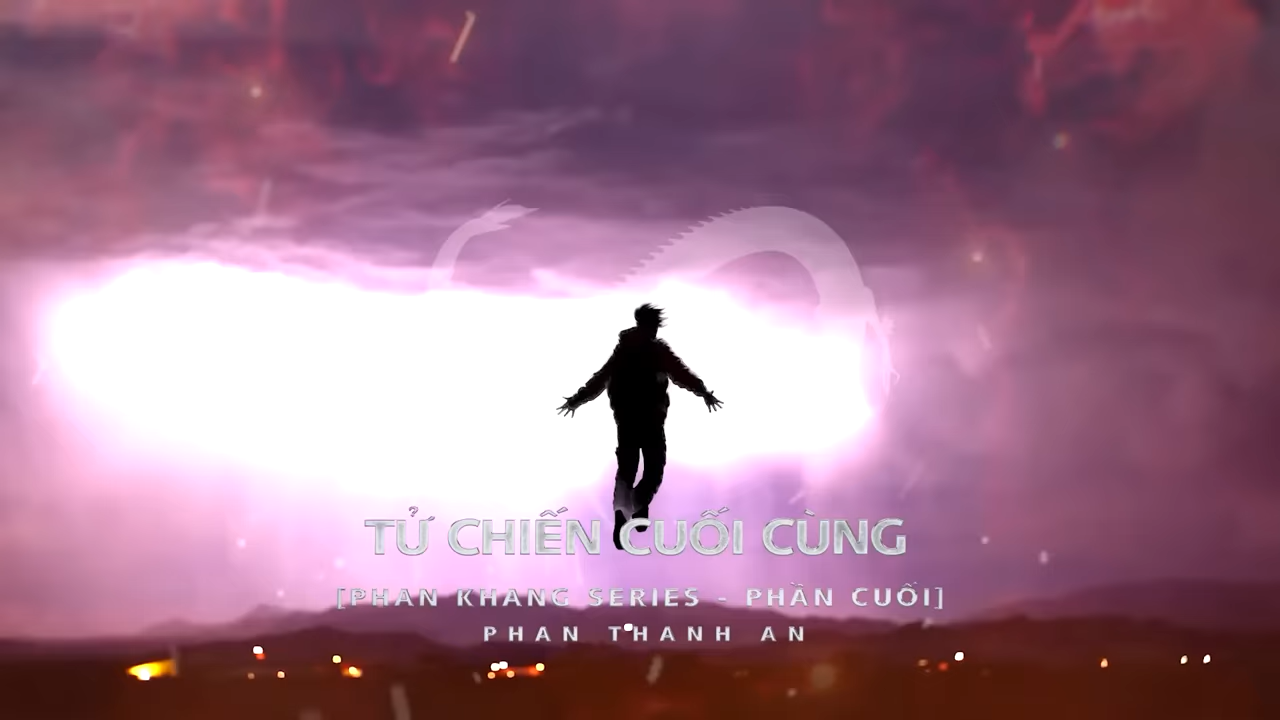 TỬ CHIẾN CUỐI CÙNG
[PHAN KHANG SERIES - PHẦN CUỐI]
PHAN THANH AN